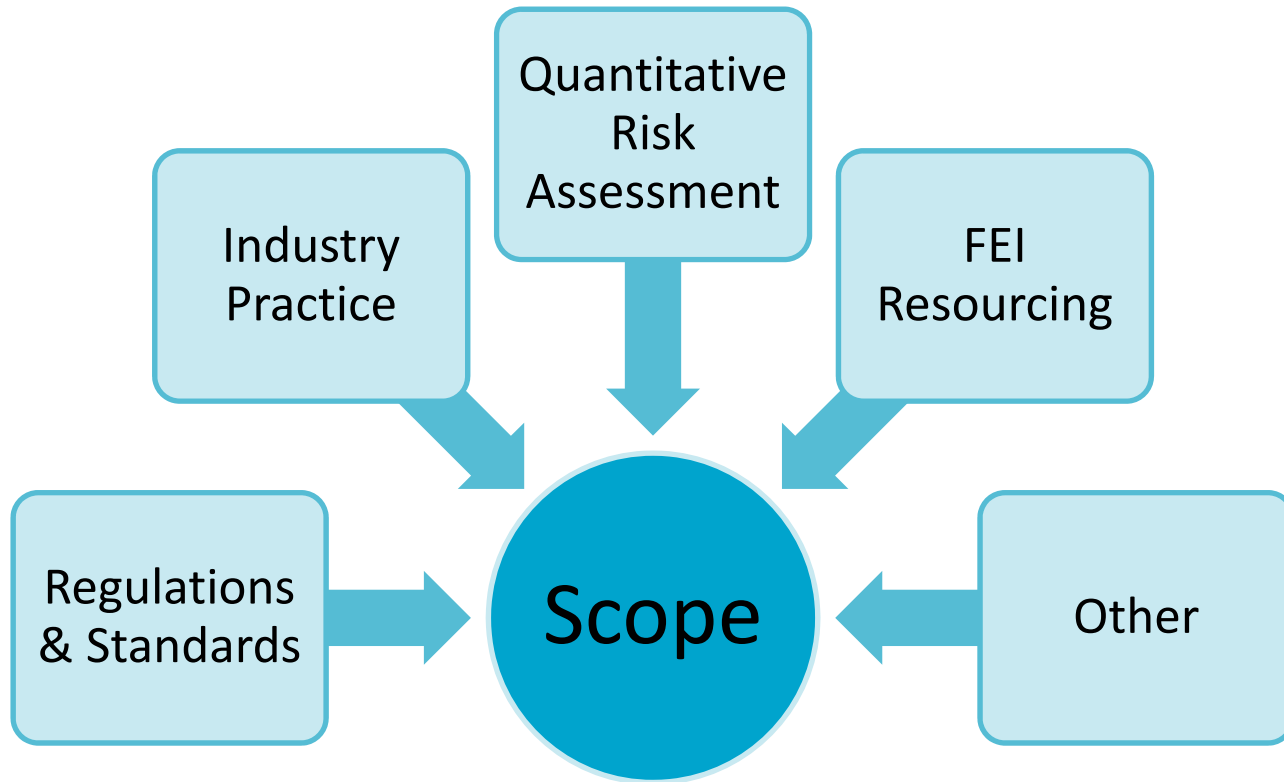 Quantitative
Risk
Assessment
Industry
Practice
FEI
Resourcing
Regulations
& Standards
Scope
Other